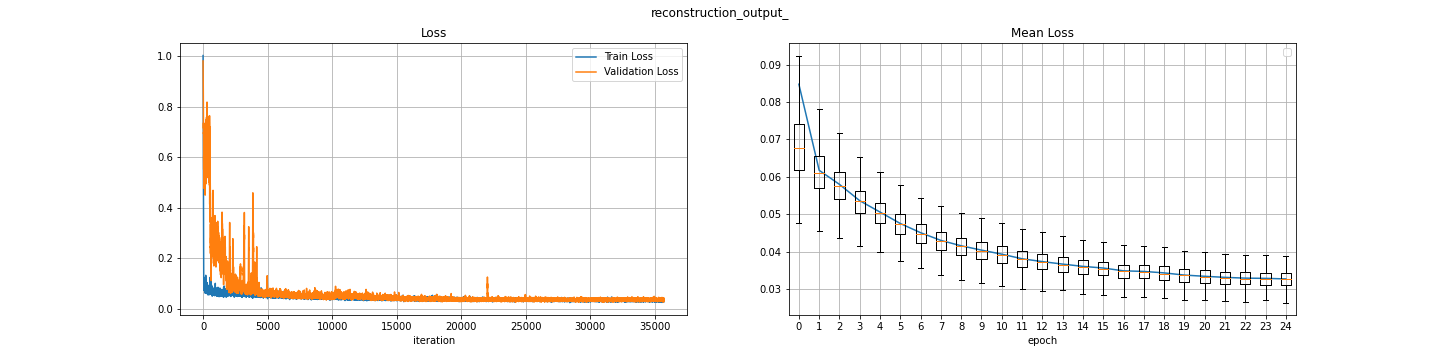 reconstruction_output_
Loss
1.0
0.8
0.6
0.4
0.2
0.0
Train Loss
Validation Loss
0 5000 10000 15000 20000 25000 30000 35000
iteration
Mean Loss
0.09
0.08
0.07
0.06
0.05
0.04
0.03
0 1 2 3 4 5 6 7 8 9 10 11 12 13 14 15 16 17 18 19 20 21 22 23 24
epoch